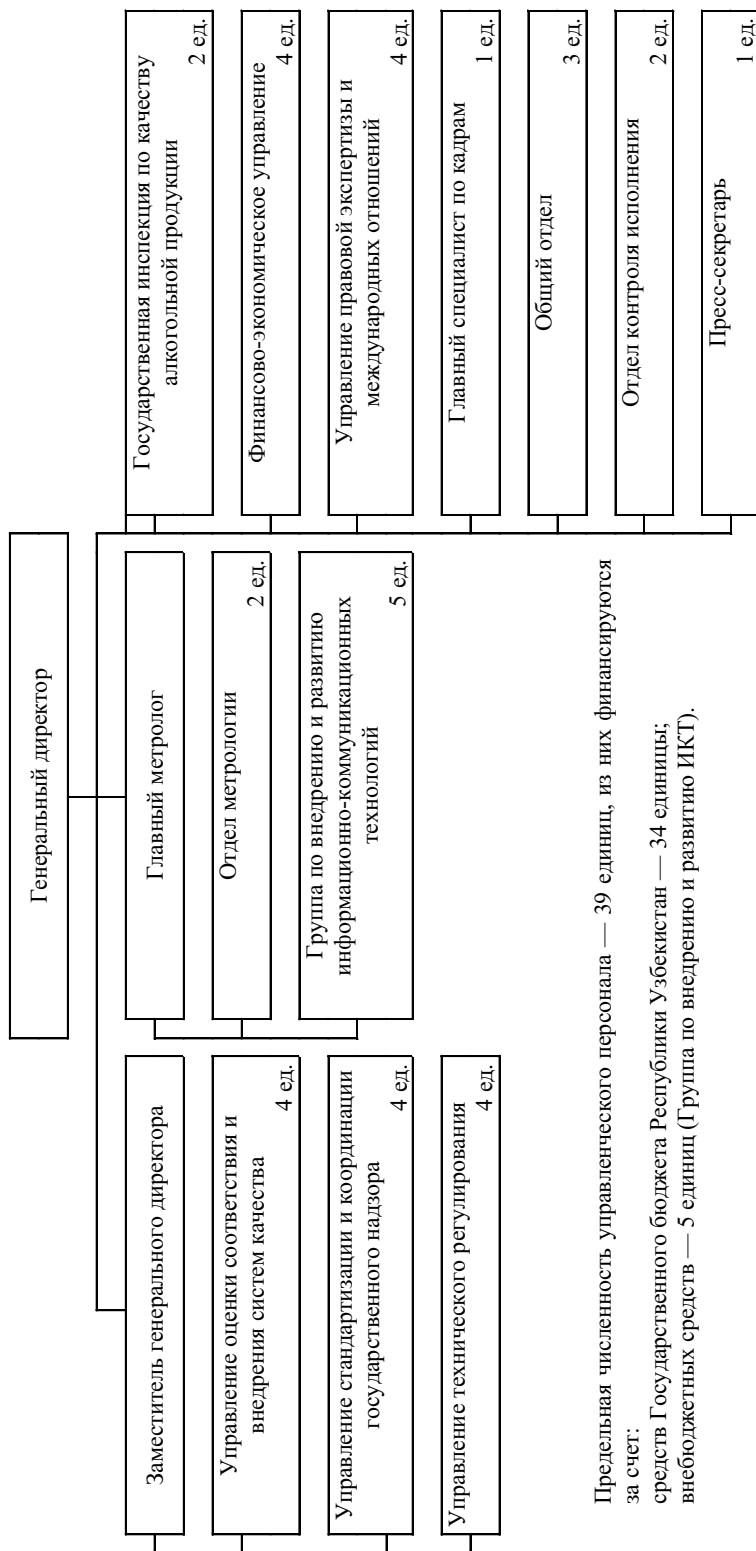 Генеральный директор
Заместитель генерального директора
Управление оценки соответствия и
внедрения систем качества
4 ед.
Управление стандартизации и координации
государственного надзора
4 ед.
Управление технического регулирования
4 ед.
Главный метролог
Отдел метрологии
2 ед.
Группа по внедрению и развитию
информационно-коммуникационных
технологий
5 ед.
Государственная инспекция по качеству
алкогольной продукции
2 ед.
Финансово-экономическое управление
4 ед.
Управление правовой экспертизы и
международных отношений
4 ед.
Главный специалист по кадрам
1 ед.
Общий отдел
3 ед.
Отдел контроля исполнения
2 ед.
Пресс-секретарь
1 ед.
Предельная численность управленческого персонала — 39 единиц, из них финансируются
за счет:
средств Государственного бюджета Республики Узбекистан — 34 единицы;
внебюджетных средств — 5 единиц (Группа по внедрению и развитию ИКТ).